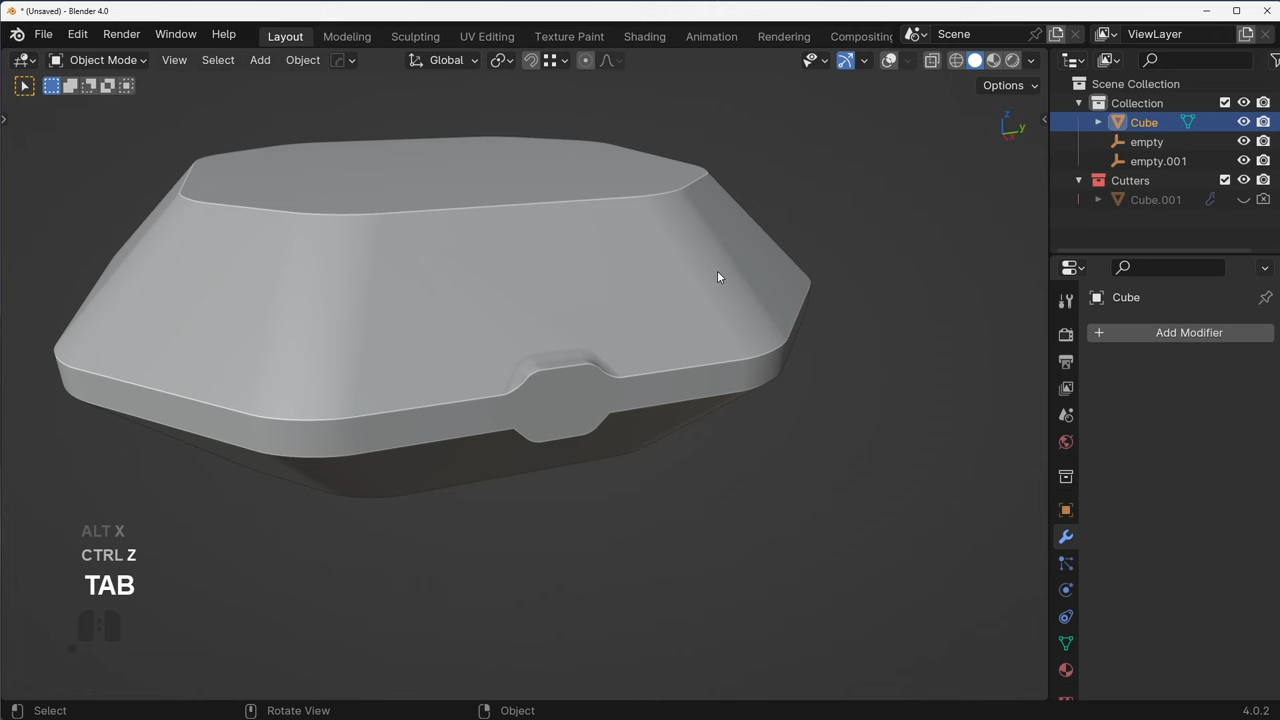 * (Unsaved) - Blender 4.0
File Edit Render Window Help Layout Modeling Sculpting UV Editing Texture Paint Shading Animation Rendering Compositing Scene ViewLayer
Object Mode View Select Add Object Global
Options
z
y
Scene Collection
Collection
Cube
empty
empty.001
Cutters
Cube.001
Cube
+ Add Modifier
ALT X
CTRL Z
TAB
Select Rotate View Object 4.0.2